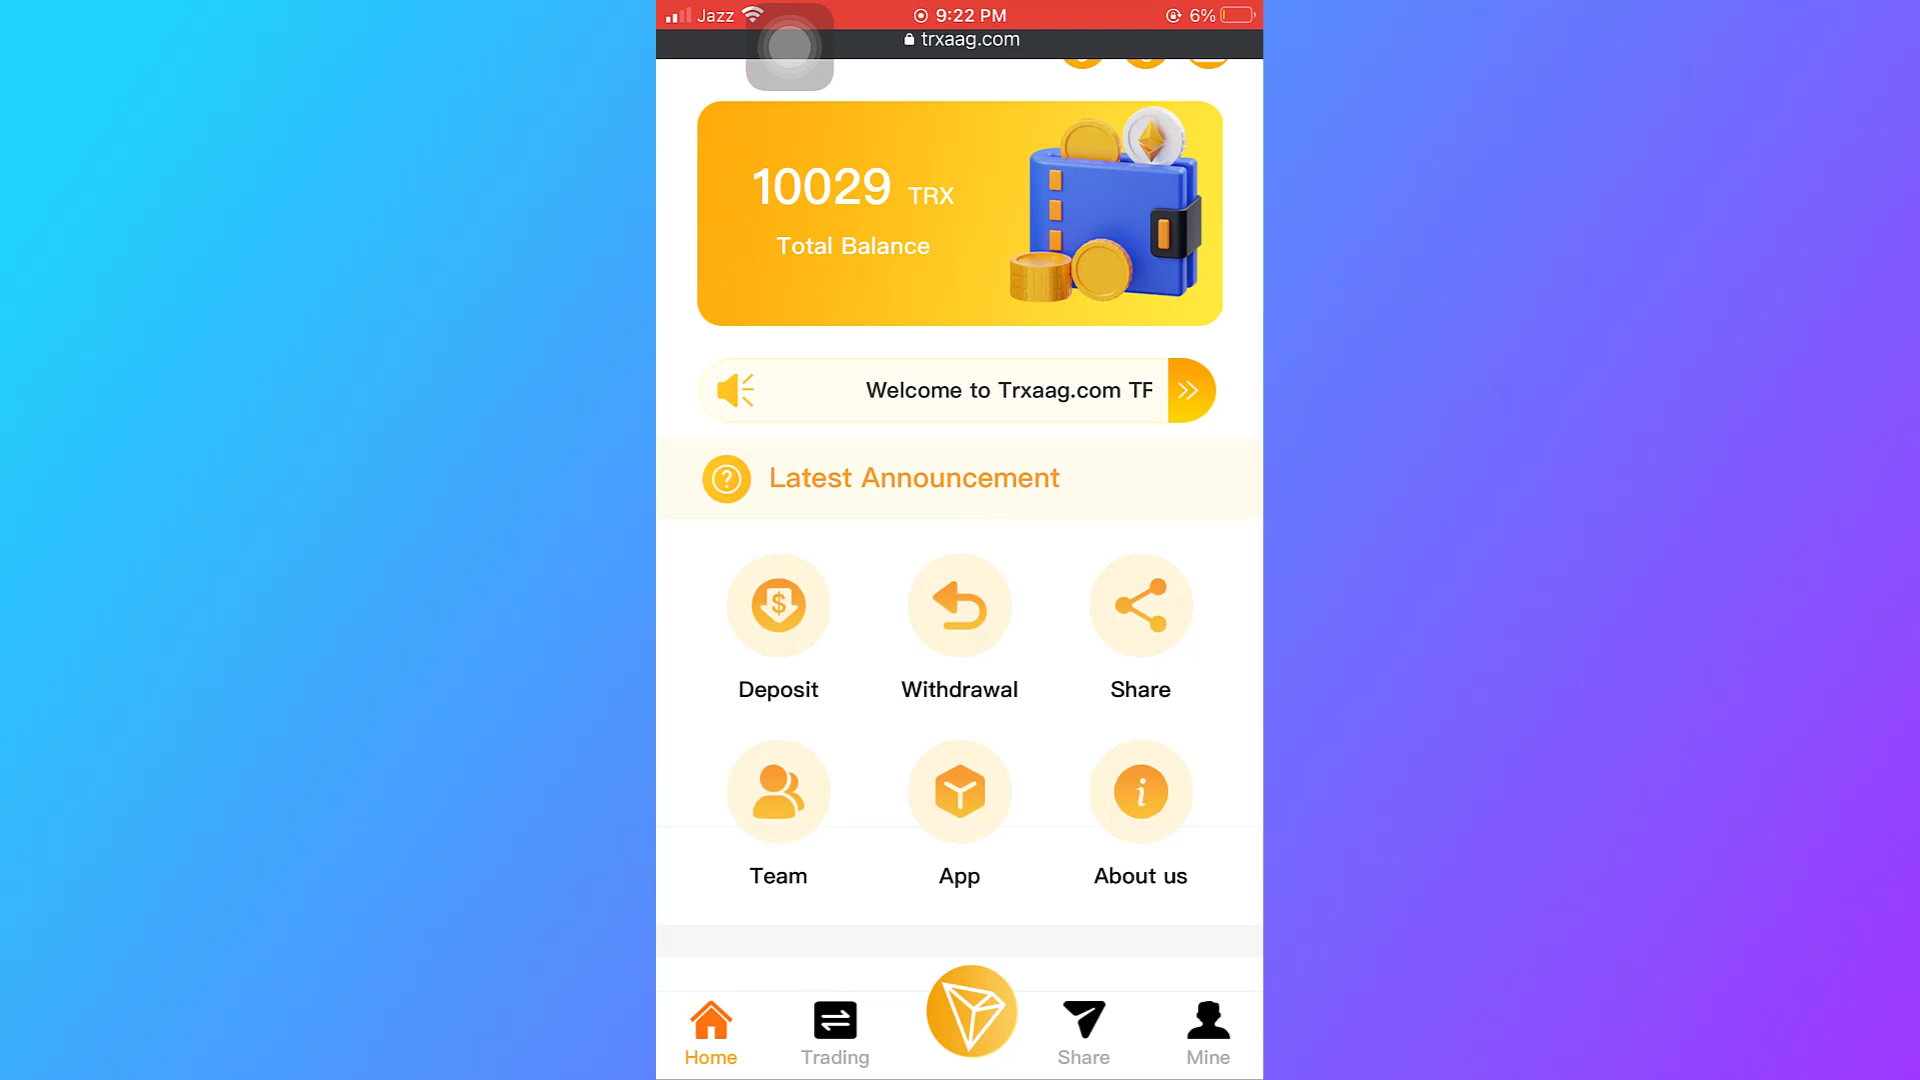 Jazz 9:22 PM 6%
trxaag.com
10029 TRX
Total Balance
Welcome to Trxaag.com TF
Latest Announcement
Deposit Withdrawal Share
Team App About us
Home Trading Share Mine